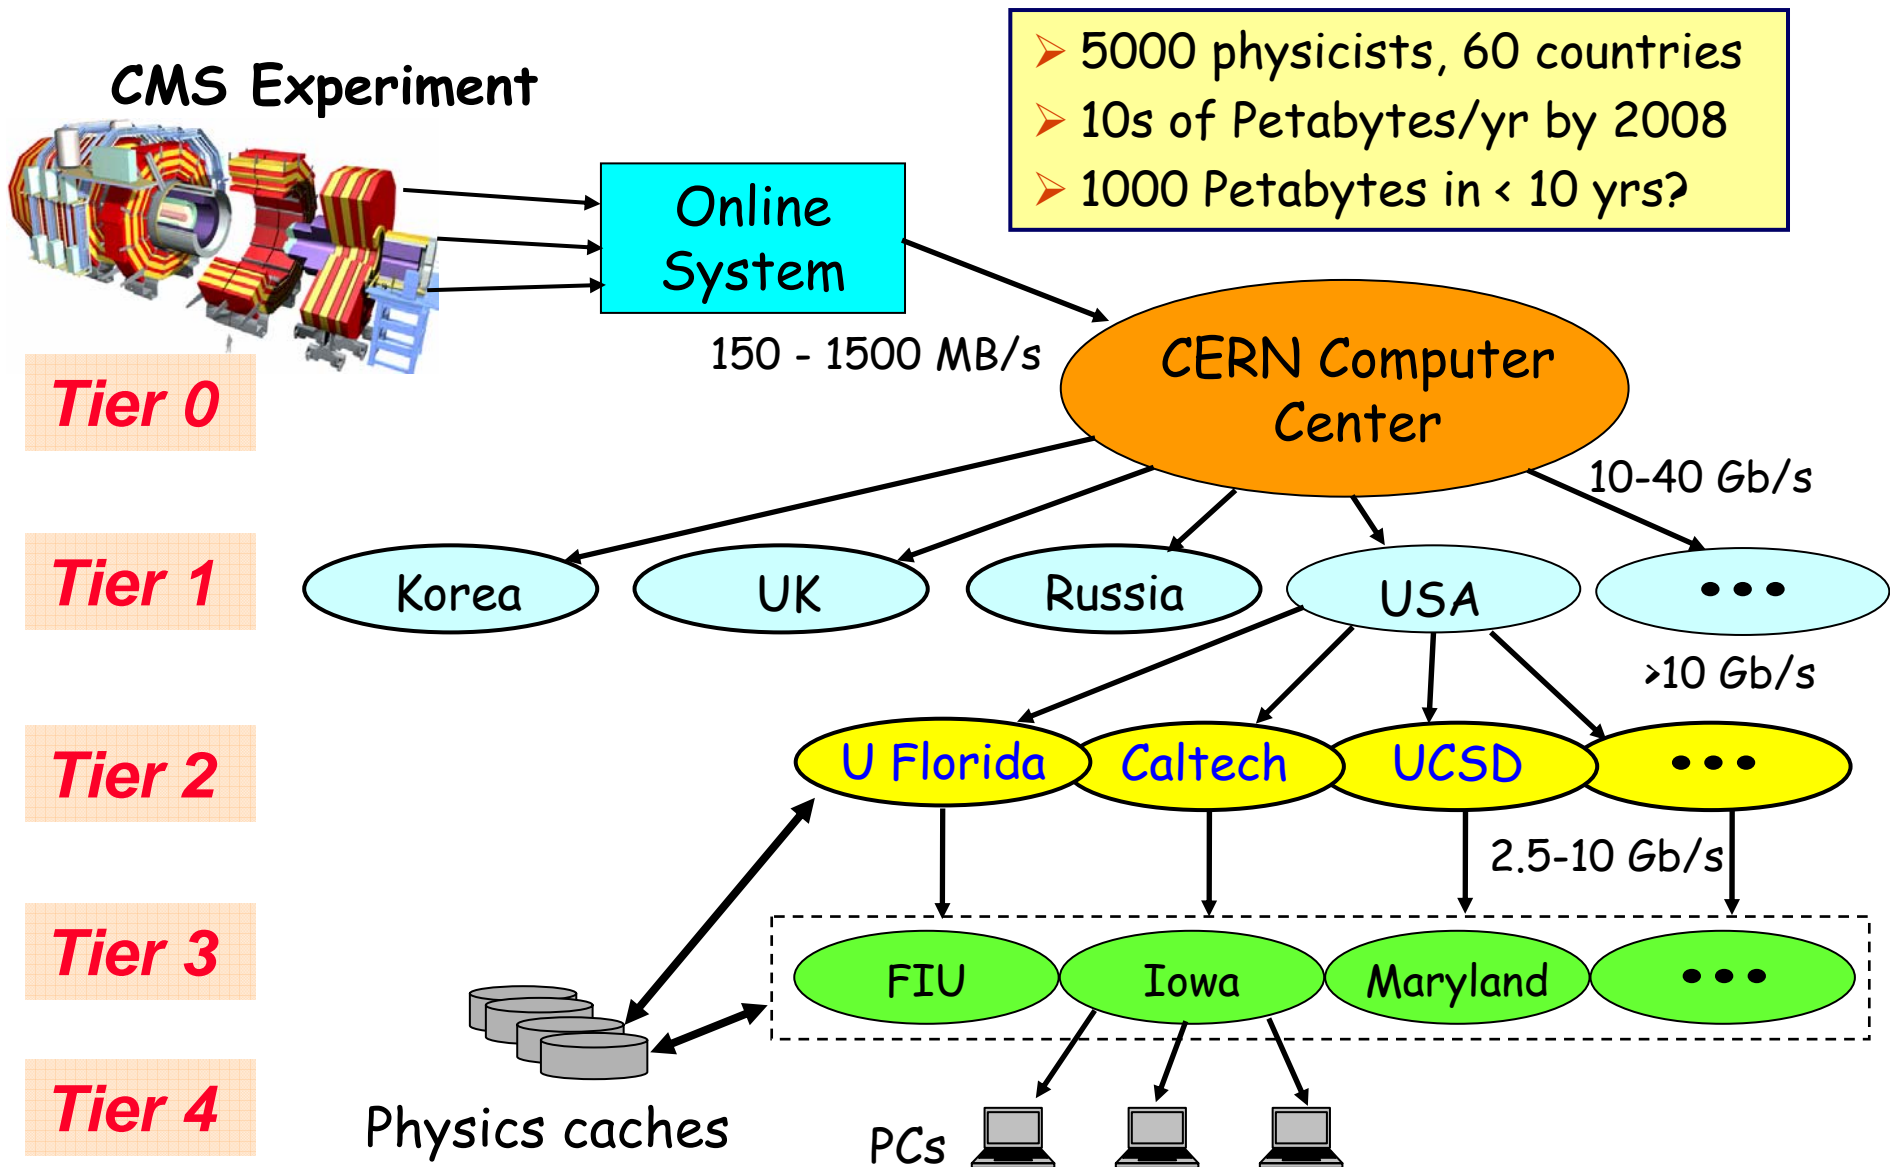 CMS Experiment
5000 physicists, 60 countries
10s of Petabytes/yr by 2008
1000 Petabytes in < 10 yrs?
Online
System
150 - 1500 MB/s
CERN Computer
Center
Tier 0
10-40 Gb/s
Tier 1
Korea
UK
Russia
USA
•••
>10 Gb/s
Tier 2
U Florida
Caltech
UCSD
•••
2.5-10 Gb/s
Tier 3
FIU
Iowa
Maryland
•••
Tier 4
Physics caches
PCs